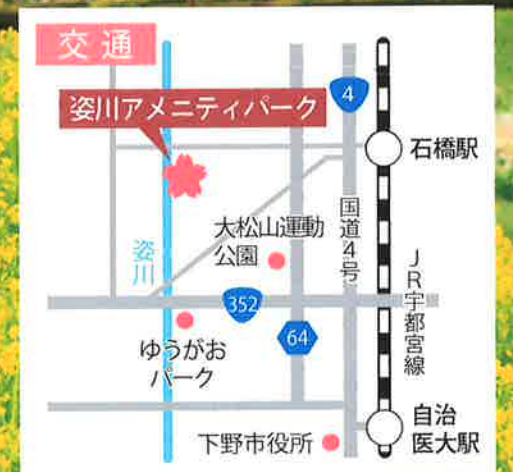 交通
姿川アメニティパーク
4
石橋駅
国道4号
大松山運動
公園
姿川
JR宇都宮線
352
64
ゆうがお
パーク
自治
医大駅
下野市役所